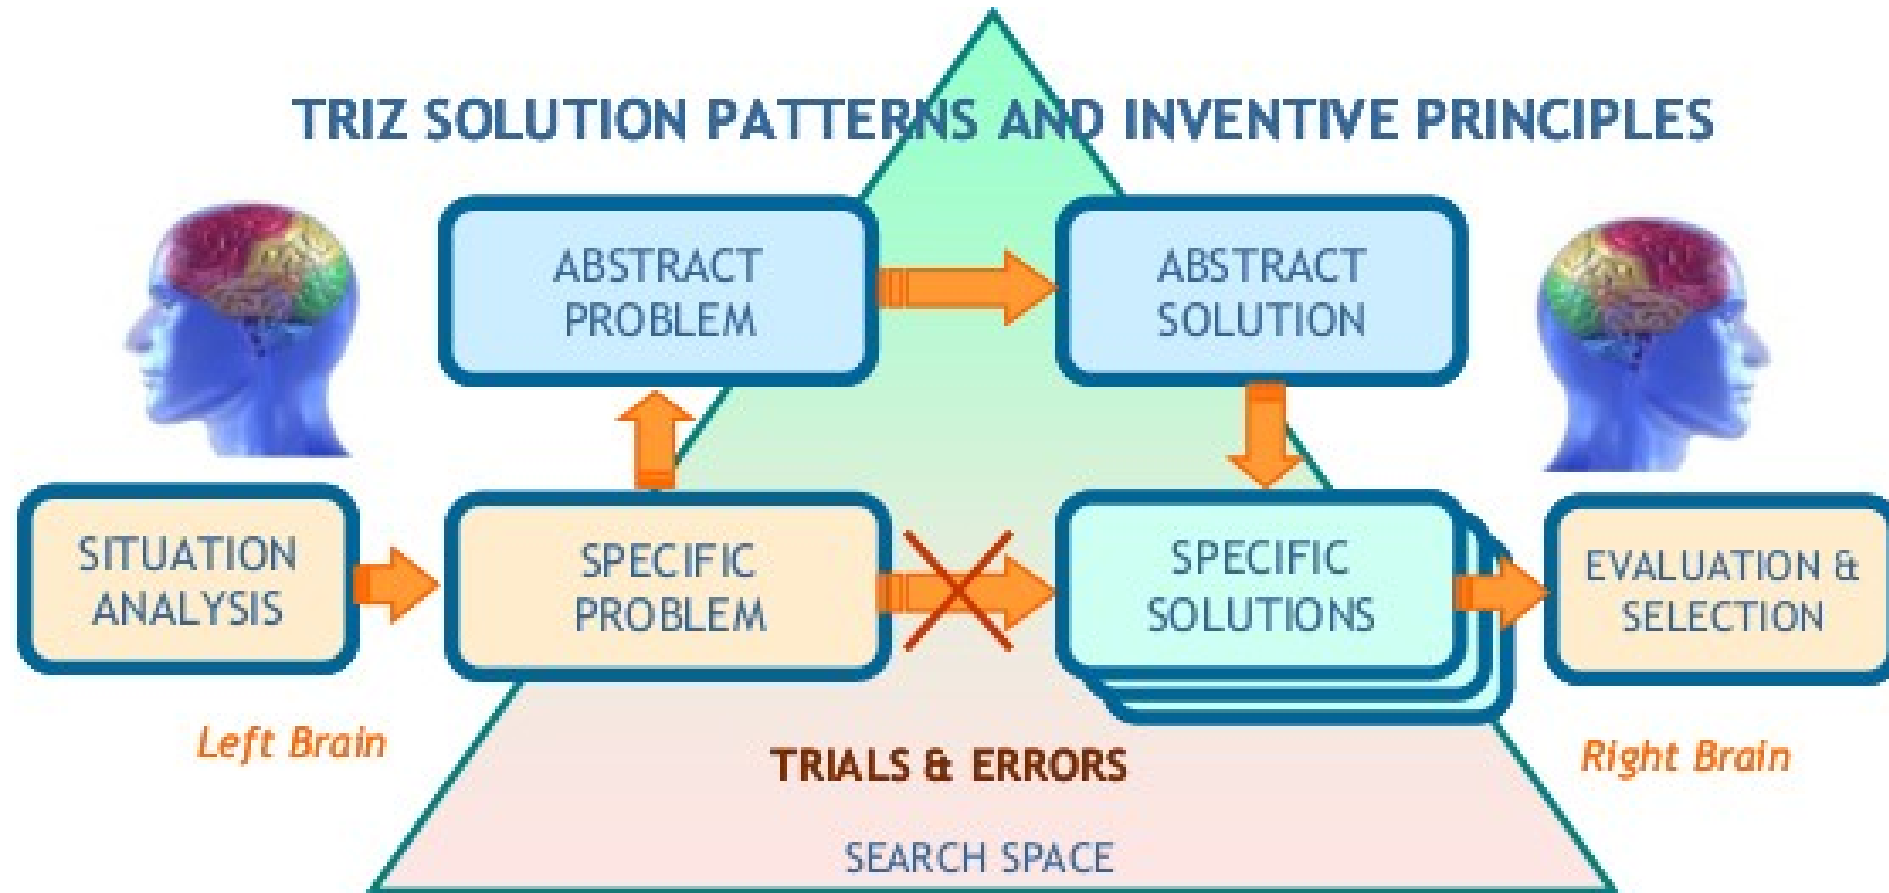 TRIZ SOLUTION PATTERNS AND INVENTIVE PRINCIPLES
ABSTRACT
PROBLEM
ABSTRACT
SOLUTION
SITUATION
ANALYSIS
SPECIFIC
PROBLEM
SPECIFIC
SOLUTIONS
EVALUATION &
SELECTION
Left Brain
TRIALS & ERRORS
Right Brain
SEARCH SPACE